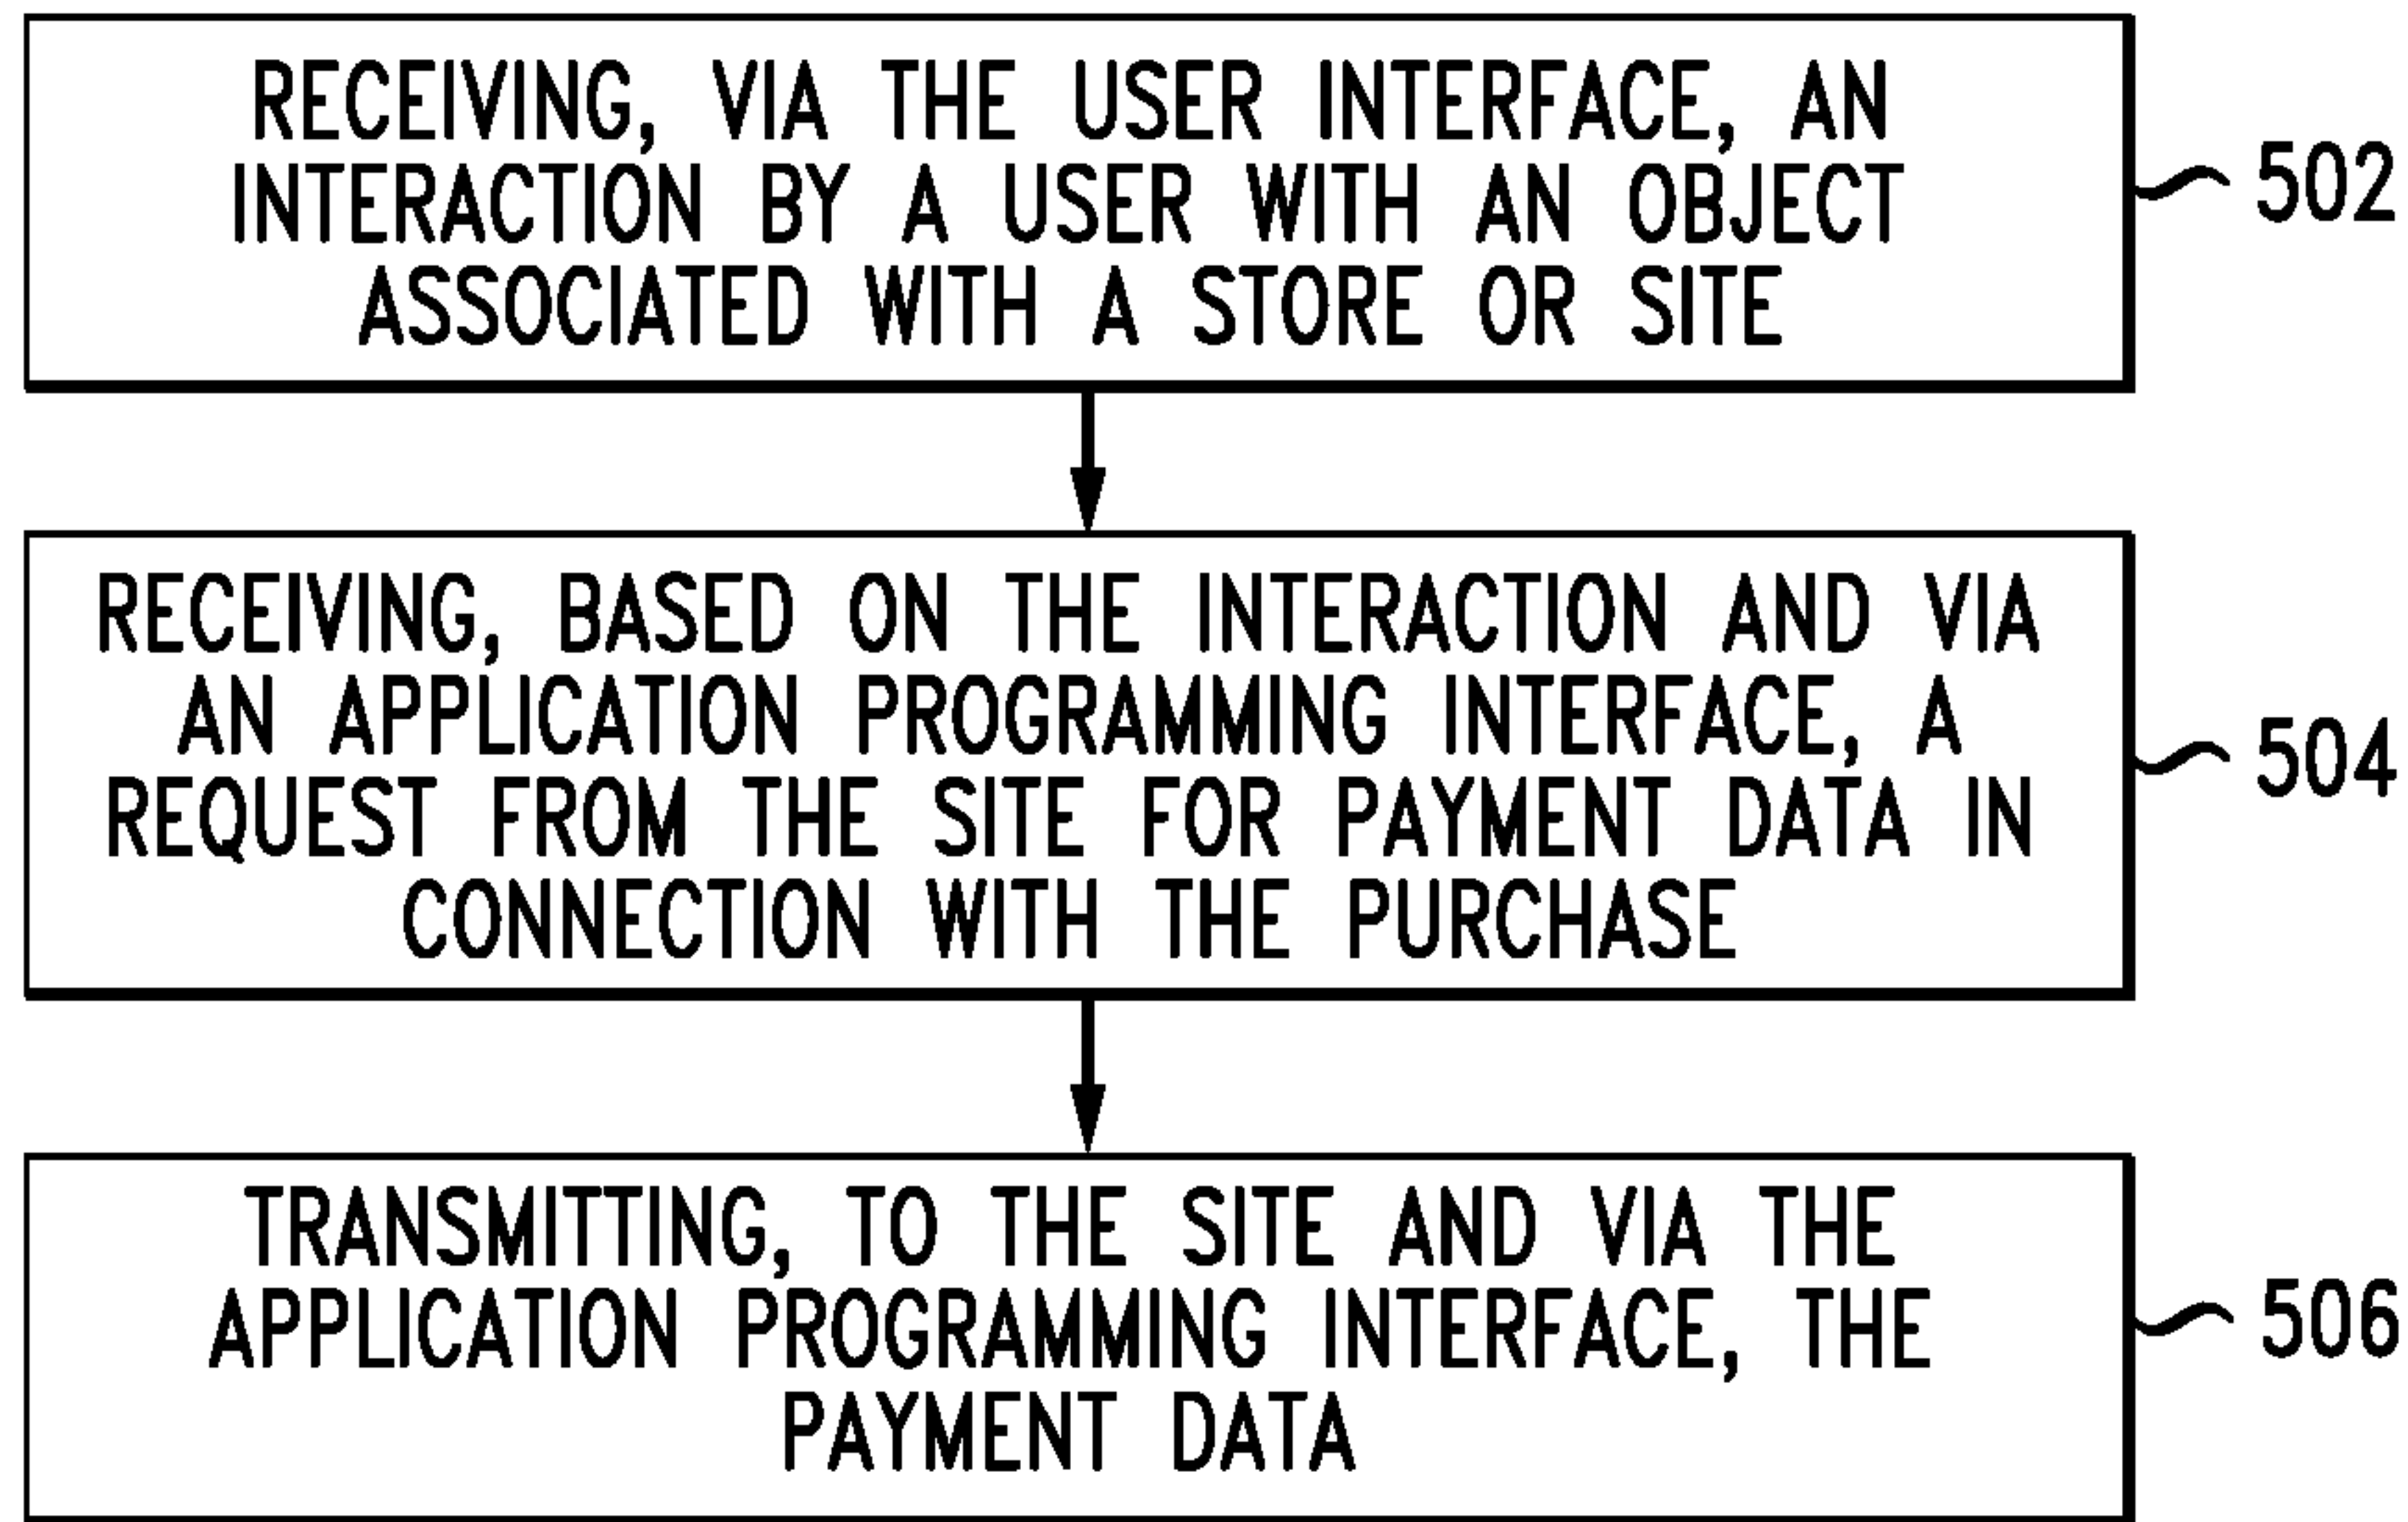 RECEIVING, VIA THE USER INTERFACE, AN
INTERACTION BY A USER WITH AN OBJECT
ASSOCIATED WITH A STORE OR SITE
502
RECEIVING, BASED ON THE INTERACTION AND VIA
AN APPLICATION PROGRAMMING INTERFACE, A
REQUEST FROM THE SITE FOR PAYMENT DATA IN
CONNECTION WITH THE PURCHASE
504
TRANSMITTING, TO THE SITE AND VIA THE
APPLICATION PROGRAMMING INTERFACE, THE
PAYMENT DATA
506